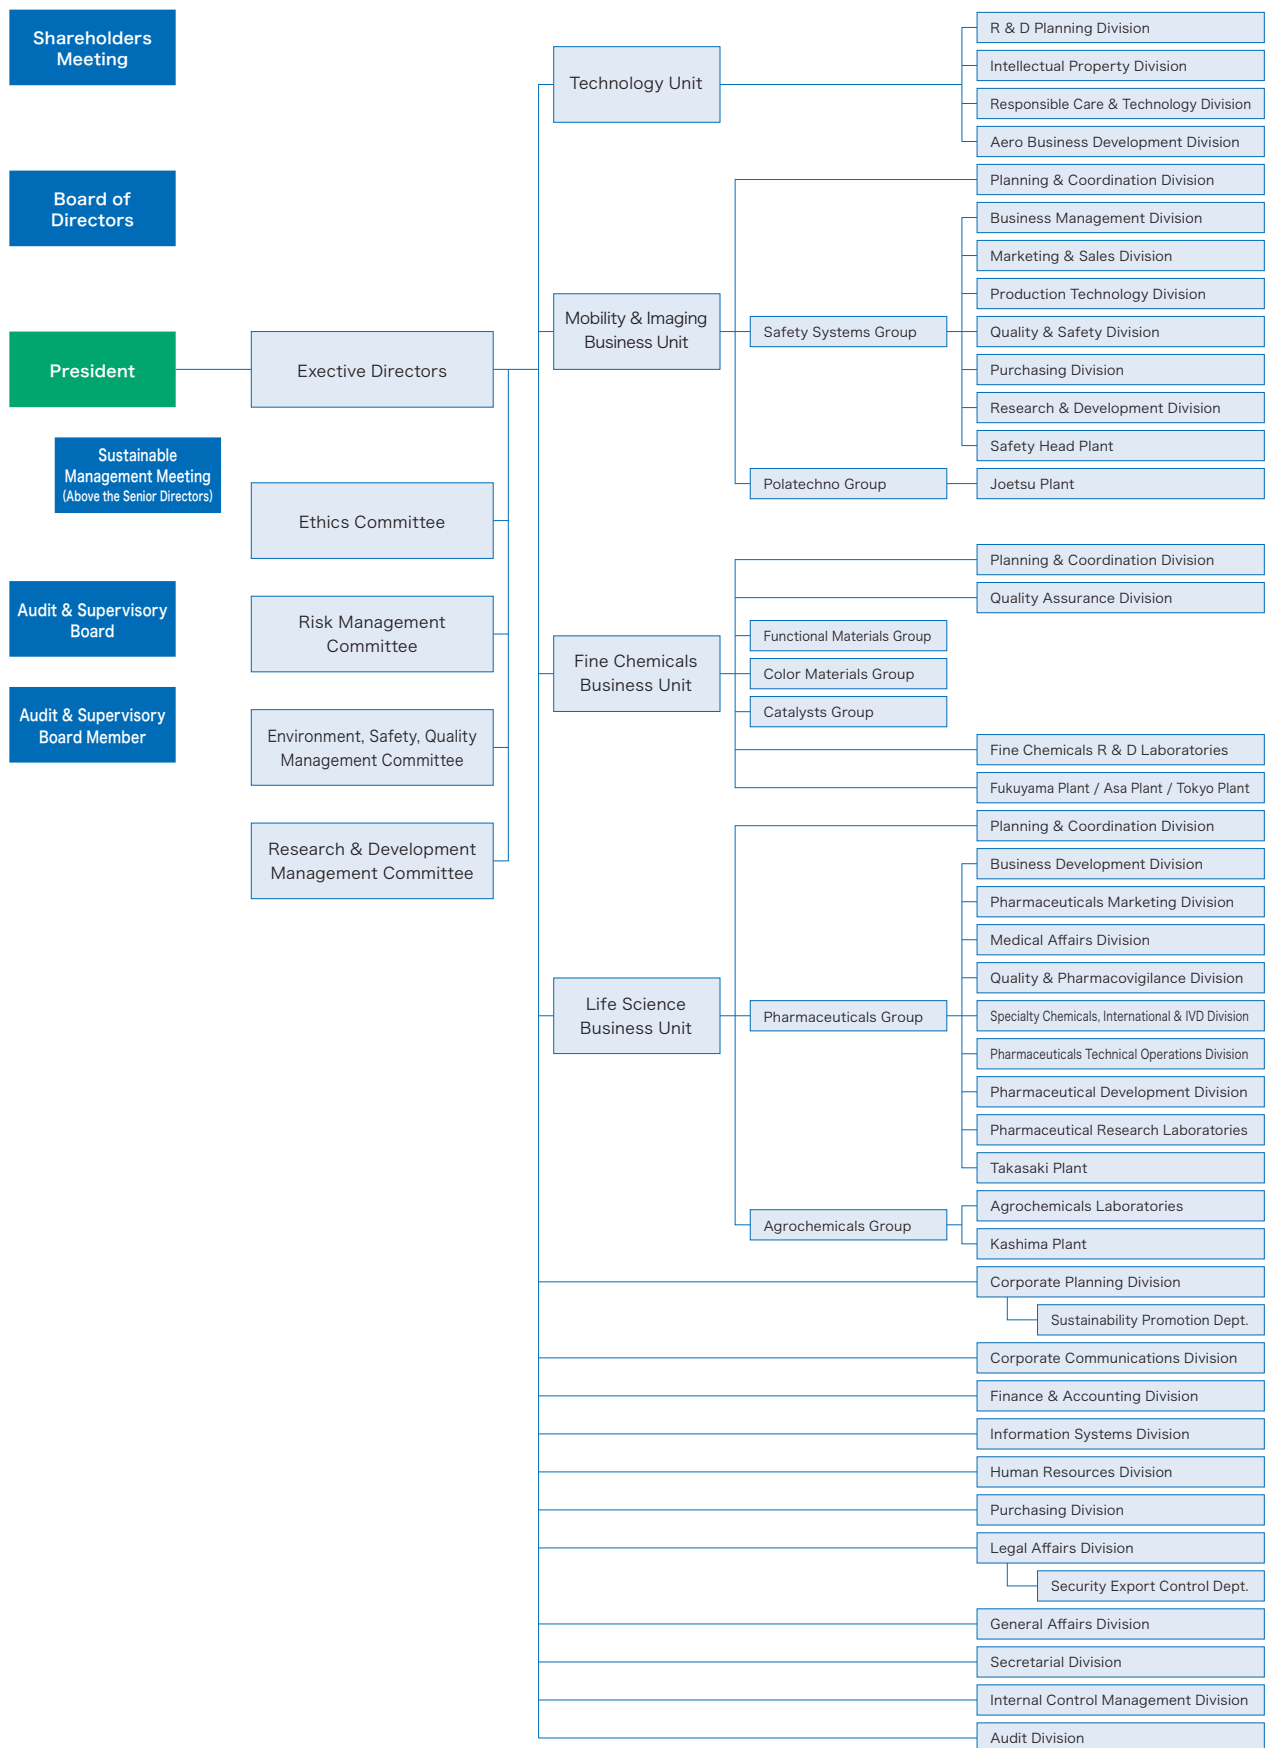 Shareholders
Meeting
Board of
Directors
President
Sustainable
Management Meeting
(Above the Senior Directors)
Audit & Supervisory
Board
Audit & Supervisory
Board Member
Exective Directors
Ethics Committee
Risk Management
Committee
Environment, Safety, Quality
Management Committee
Research & Development
Management Committee
Technology Unit
R & D Planning Division
Intellectual Property Division
Responsible Care & Technology Division
Aero Business Development Division
Mobility & Imaging
Business Unit
Planning & Coordination Division
Safety Systems Group
Business Management Division
Marketing & Sales Division
Production Technology Division
Quality & Safety Division
Purchasing Division
Research & Development Division
Safety Head Plant
Polatechno Group
Joetsu Plant
Fine Chemicals
Business Unit
Planning & Coordination Division
Quality Assurance Division
Functional Materials Group
Color Materials Group
Catalysts Group
Fine Chemicals R & D Laboratories
Fukuyama Plant / Asa Plant / Tokyo Plant
Life Science
Business Unit
Planning & Coordination Division
Pharmaceuticals Group
Business Development Division
Pharmaceuticals Marketing Division
Medical Affairs Division
Quality & Pharmacovigilance Division
Specialty Chemicals, International & IVD Division
Pharmaceuticals Technical Operations Division
Pharmaceutical Development Division
Pharmaceutical Research Laboratories
Takasaki Plant
Agrochemicals Group
Agrochemicals Laboratories
Kashima Plant
Corporate Planning Division
Sustainability Promotion Dept.
Corporate Communications Division
Finance & Accounting Division
Information Systems Division
Human Resources Division
Purchasing Division
Legal Affairs Division
Security Export Control Dept.
General Affairs Division
Secretarial Division
Internal Control Management Division
Audit Division